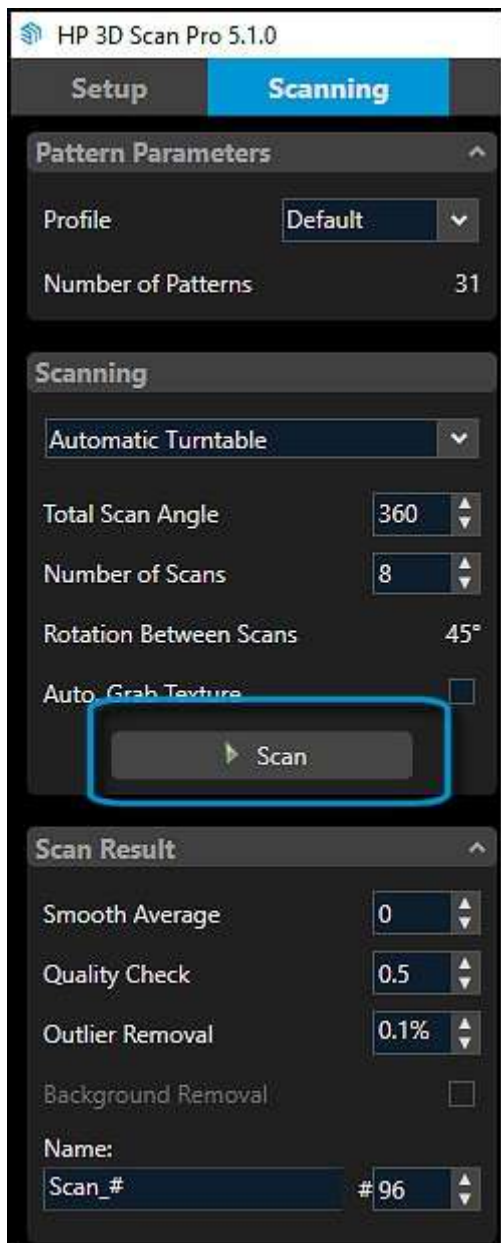 HP 3D Scan Pro 5.1.0
Setup Scanning
Pattern Parameters
Profile Default
Number of Patterns 31
Scanning
Automatic Turntable
Total Scan Angle 360
Number of Scans 8
Rotation Between Scans 45°
Auto. Grab Texture
Scan
Scan Result
Smooth Average 0
Quality Check 0.5
Outlier Removal 0.1%
Background Removal
Name:
Scan_# #96